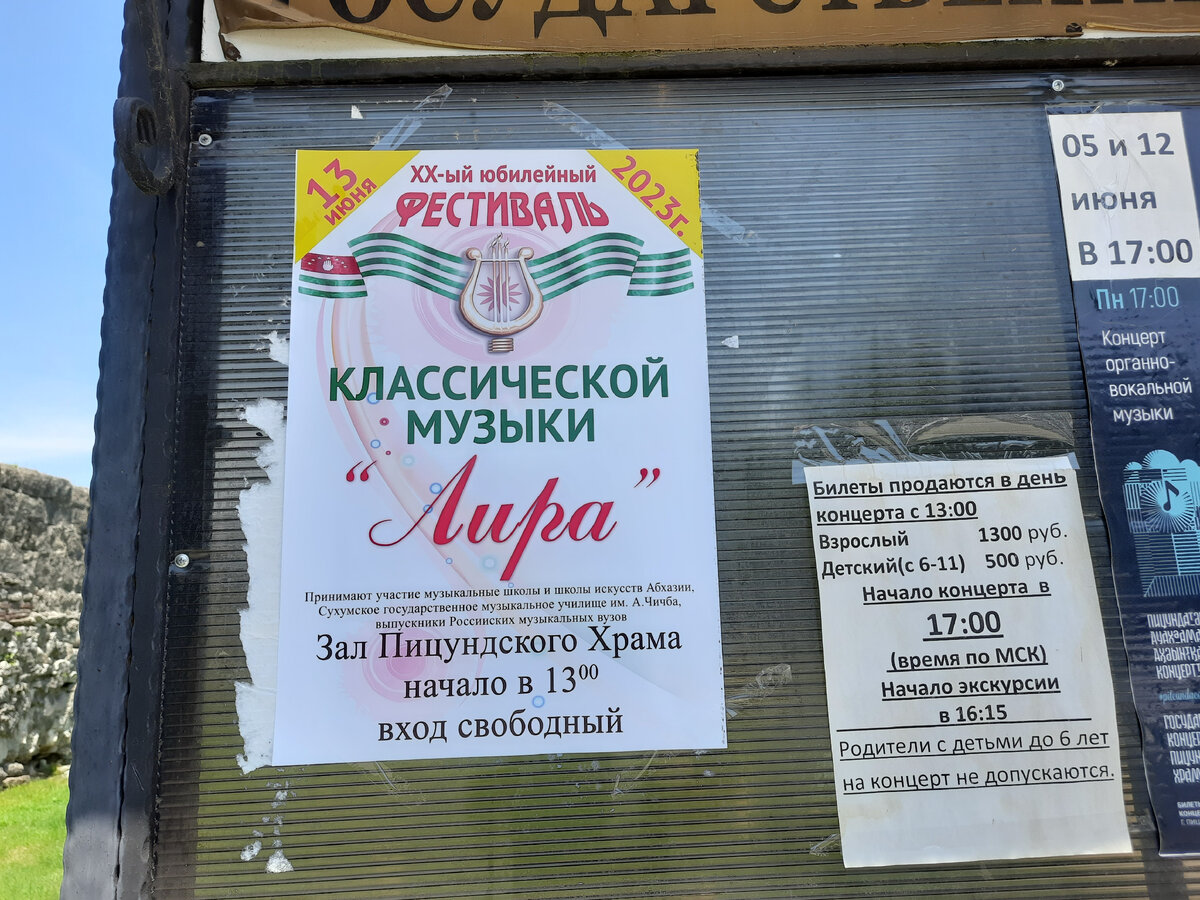 13
ИЮНЯ
XX-ый юбилейный
2023г.
ФЕСТИВАЛЬ
КЛАССИЧЕСКОЙ
МУЗЫКИ
“Лира”
Принимают участие музыкальные школы и школы искусств Абхазии,
Сухумское государственное музыкальное училище им. А.Чичба,
выпускники Россииских музыкальных вузов
Зал Пицундского Храма
начало в 13⁰⁰
вход свободный
Билеты продаются в день
концерта с 13:00
Взрослый 1300 руб.
Детский(с 6-11) 500 руб.
Начало концерта в
17:00
(время по МСК)
Начало экскурсии
в 16:15
Родители с детьми до 6 лет
на концерт не допускаются.
05 и 12
июня
В 17:00
Пн 17:00
Концерт
органно-
вокальной
музыки